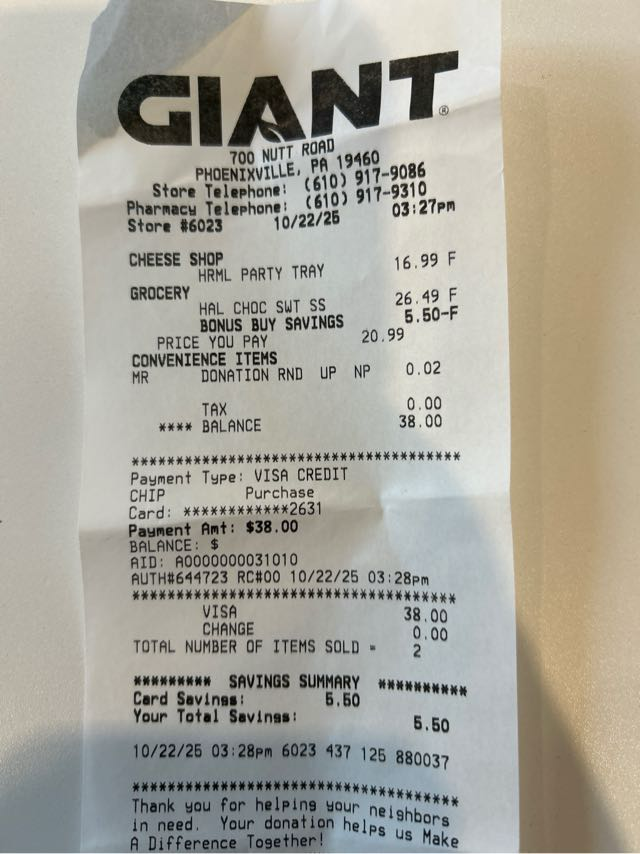 GIANT®
700 NUTT ROAD
PHOENIXVILLE, PA 19460
Store Telephone: (610) 917-9086
Pharmacy Telephone: (610) 917-9310
Store #6023 10/22/25 03:27pm
CHEESE SHOP
HRML PARTY TRAY 16.99 F
GROCERY
HAL CHOC SWT SS 26.49 F
BONUS BUY SAVINGS 5.50-F
PRICE YOU PAY 20.99
CONVENIENCE ITEMS
MR DONATION RND UP NP 0.02
TAX 0.00
**** BALANCE 38.00
*************************************
Payment Type: VISA CREDIT
CHIP Purchase
Card: ************2631
Payment Amt: $38.00
BALANCE: $
AID: A0000000031010
AUTH#644723 RC#00 10/22/25 03:28pm
*************************************
VISA 38.00
CHANGE 0.00
TOTAL NUMBER OF ITEMS SOLD = 2
********* SAVINGS SUMMARY **********
Card Savings: 5.50
Your Total Savings: 5.50
10/22/25 03:28pm 6023 437 125 880037
*************************************
Thank you for helping your neighbors
in need. Your donation helps us Make
A Difference Together!